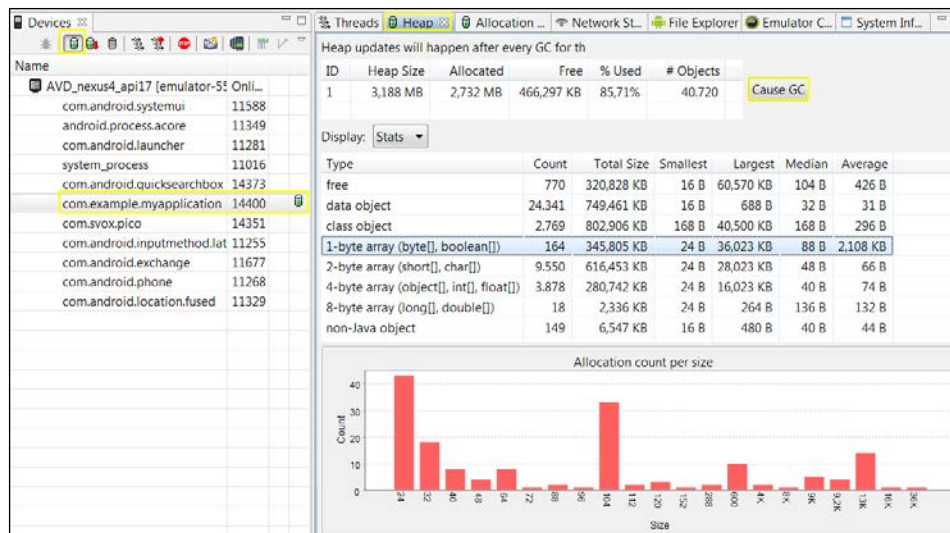 Devices
Name
AVD_nexus4_api17 [emulator-55 Onli...
com.android.systemui 11588
android.process.acore 11349
com.android.launcher 11281
system_process 11016
com.android.quicksearchbox 14373
com.example.myapplication 14400
com.svox.pico 14351
com.android.inputmethod.lat 11255
com.android.exchange 11677
com.android.phone 11268
com.android.location.fused 11329
Threads Heap Allocation ... Network St... File Explorer Emulator C... System Inf...
Heap updates will happen after every GC for th
ID Heap Size Allocated Free % Used # Objects
1 3,188 MB 2,732 MB 466,297 KB 85,71% 40.720 Cause GC
Display: Stats
Type Count Total Size Smallest Largest Median Average
free 770 320,828 KB 16 B 60,570 KB 104 B 426 B
data object 24.341 749,461 KB 16 B 688 B 32 B 31 B
class object 2.769 802,906 KB 168 B 40,500 KB 168 B 296 B
1-byte array (byte[], boolean[]) 164 345,805 KB 24 B 36,023 KB 88 B 2,108 KB
2-byte array (short[], char[]) 9.550 616,453 KB 24 B 28,023 KB 48 B 66 B
4-byte array (object[], int[], float[]) 3.878 280,742 KB 24 B 16,023 KB 40 B 74 B
8-byte array (long[], double[]) 18 2,336 KB 24 B 264 B 136 B 132 B
non-Java object 149 6,547 KB 16 B 480 B 40 B 44 B
Allocation count per size
Count
40
30
20
10
0
24 32 40 48 64 72 88 96 104 112 120 152 288 600 4K 8K 9K 9,2K 13K 16K 36K
Size